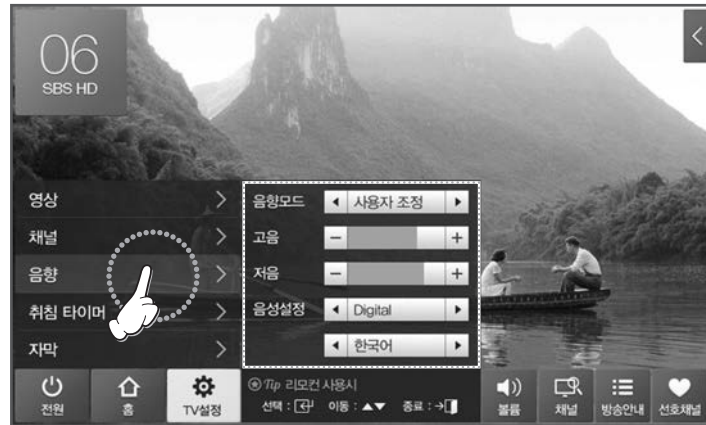 06
SBS HD
영상
채널
음향
취침 타이머
자막
음향모드 사용자 조정
고음
저음
음성설정 Digital
한국어
전원
홈
TV설정
Tip 리모컨 사용시
선택 : 이동 : ▲▼ 종료 :
볼륨
채널
방송안내
선호채널